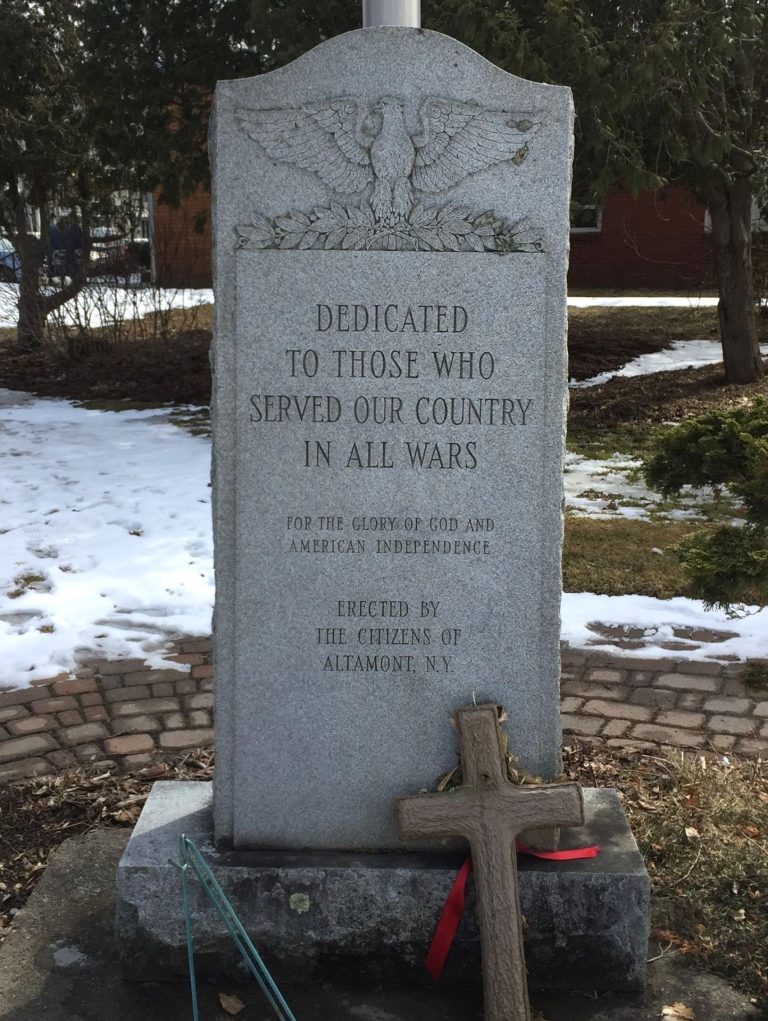 DEDICATED
TO THOSE WHO
SERVED OUR COUNTRY
IN ALL WARS
FOR THE GLORY OF GOD AND
AMERICAN INDEPENDENCE
ERECTED BY
THE CITIZENS OF
ALTAMONT, N.Y.